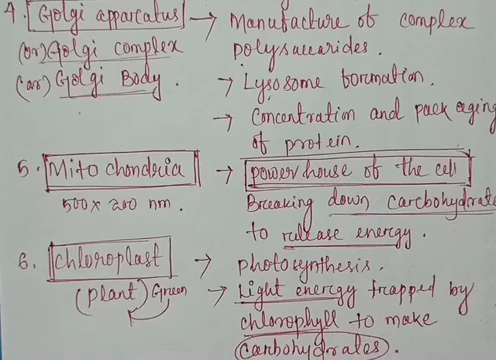 4. Golgi apparatus → Manufacture of complex
(or) Golgi complex polysaccarides.
(or) Golgi Body. → Lysosome formation.
→ Concentration and packaging
of protein.
5. Mitochondria → power house of the cell
500 x 200 nm. Breaking down carbohydrate
to release energy.
6. chloroplast → photosynthesis.
(plant) Green → Light energy trapped by
chlorophyll to make
carbohydrates.